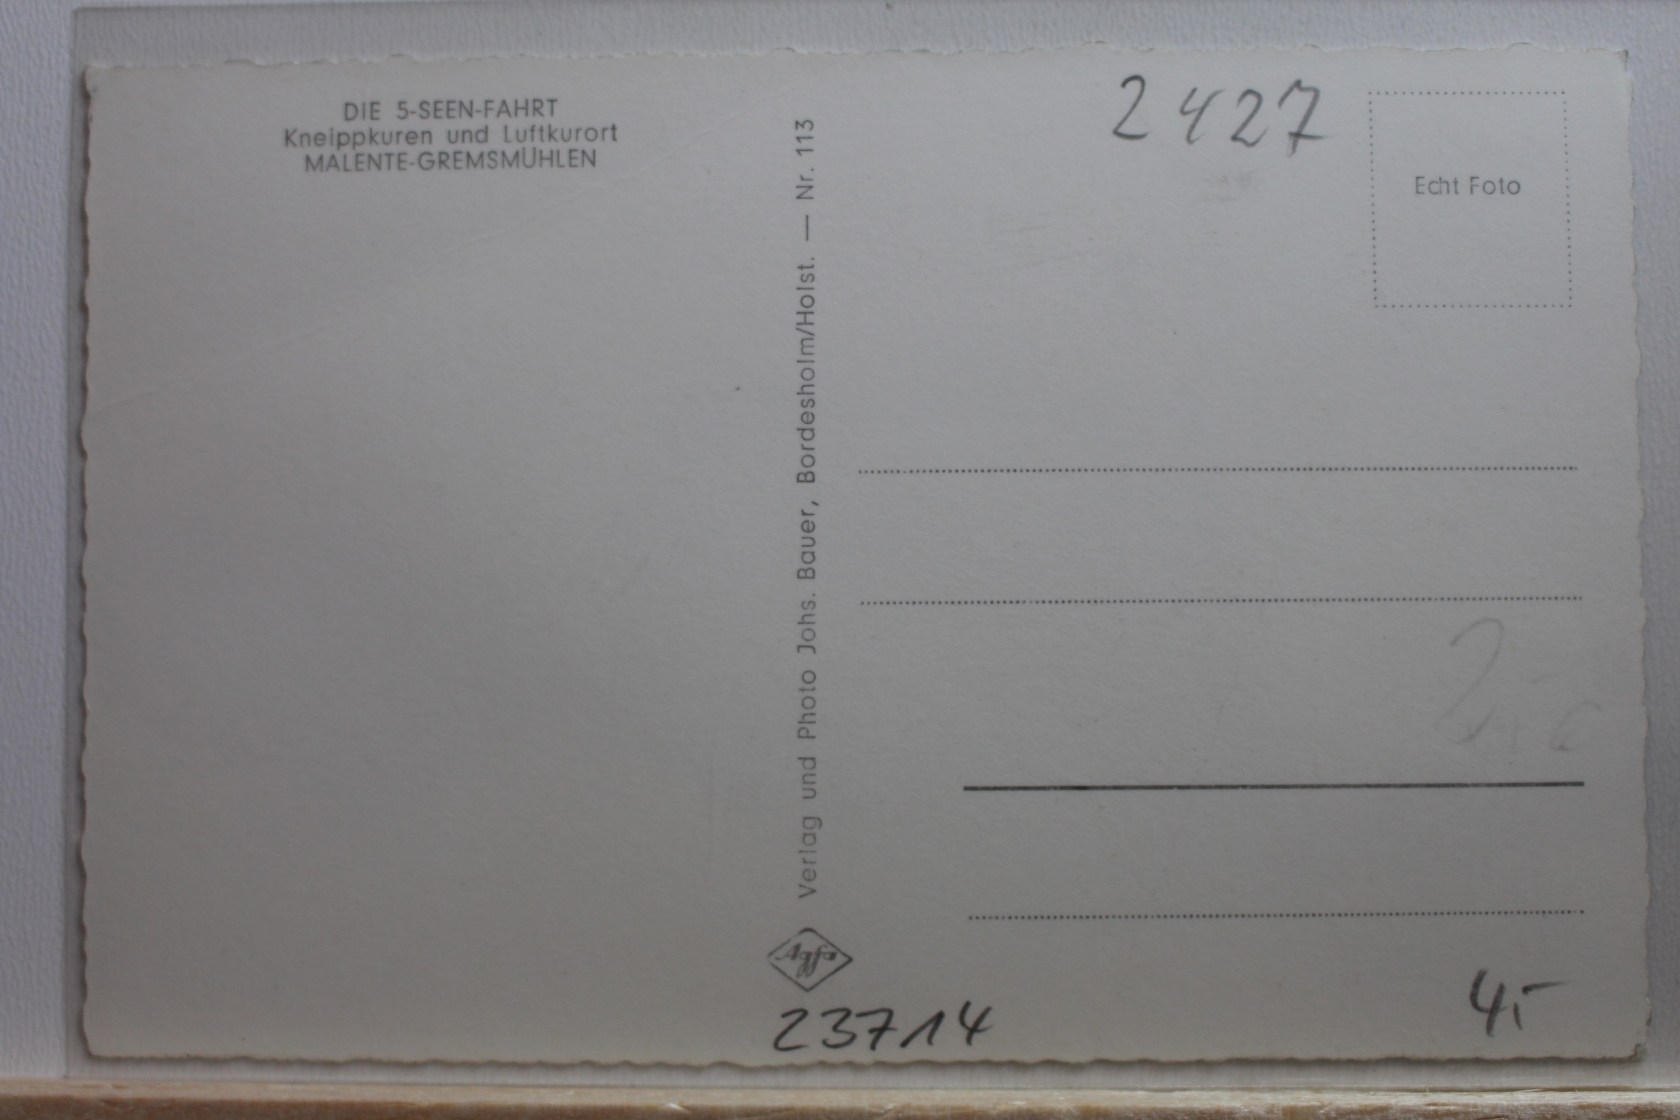 DIE 5-SEEN-FAHRT
Kneippkuren und Luftkurort
MALENTE-GREMSMÜHLEN
2427
Echt Foto
Verlag und Photo Johs. Bauer, Bordesholm/Holst. — Nr. 113
Agfa
23714
4,-